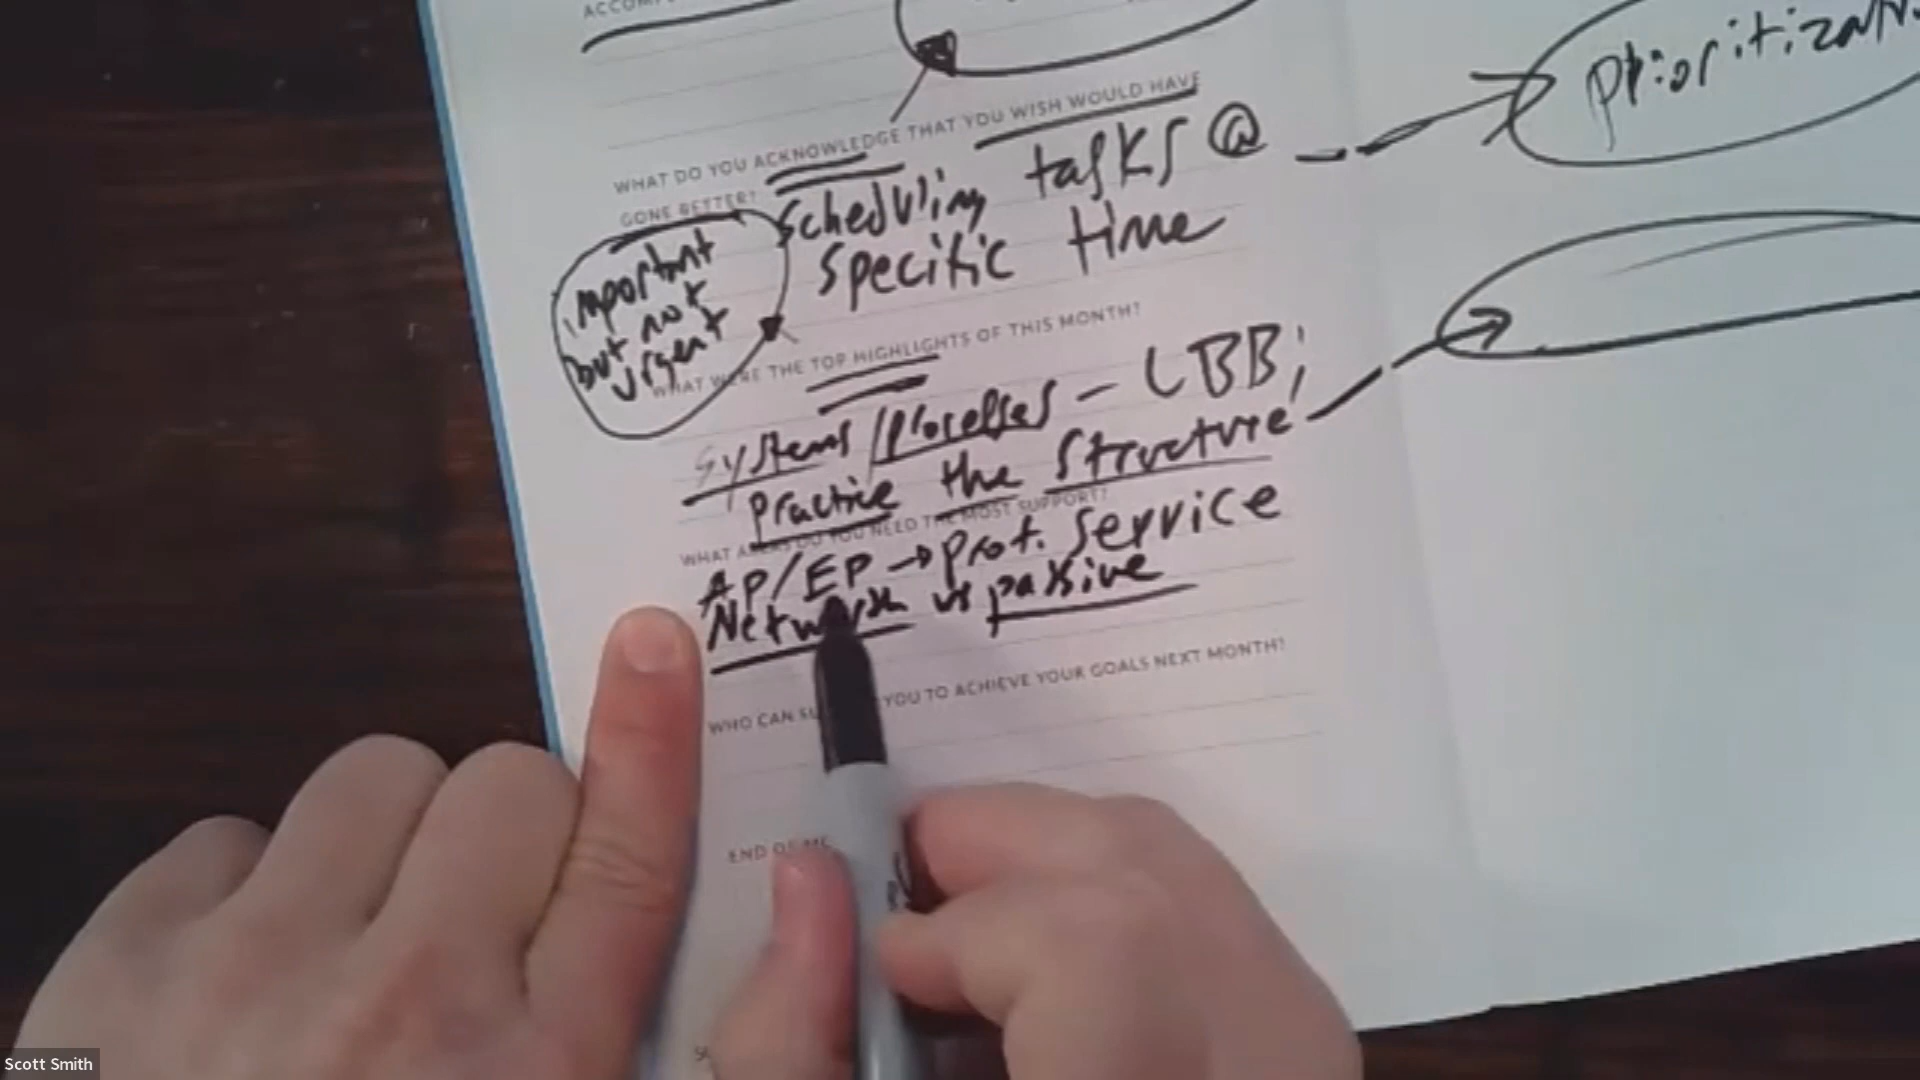 WHAT DO YOU ACKNOWLEDGE THAT YOU WISH WOULD HAVE
GONE BETTER?
scheduling tasks @
specific time
important
but not
urgent
Prioritizati
WHAT WERE THE TOP HIGHLIGHTS OF THIS MONTH?
systems/processes - LBB;
practice the structure
WHAT AREAS DO YOU NEED THE MOST SUPPORT?
AP/EP → Prof. Service
Network vs passive
WHO CAN SU YOU TO ACHIEVE YOUR GOALS NEXT MONTH?
END OF
Scott Smith